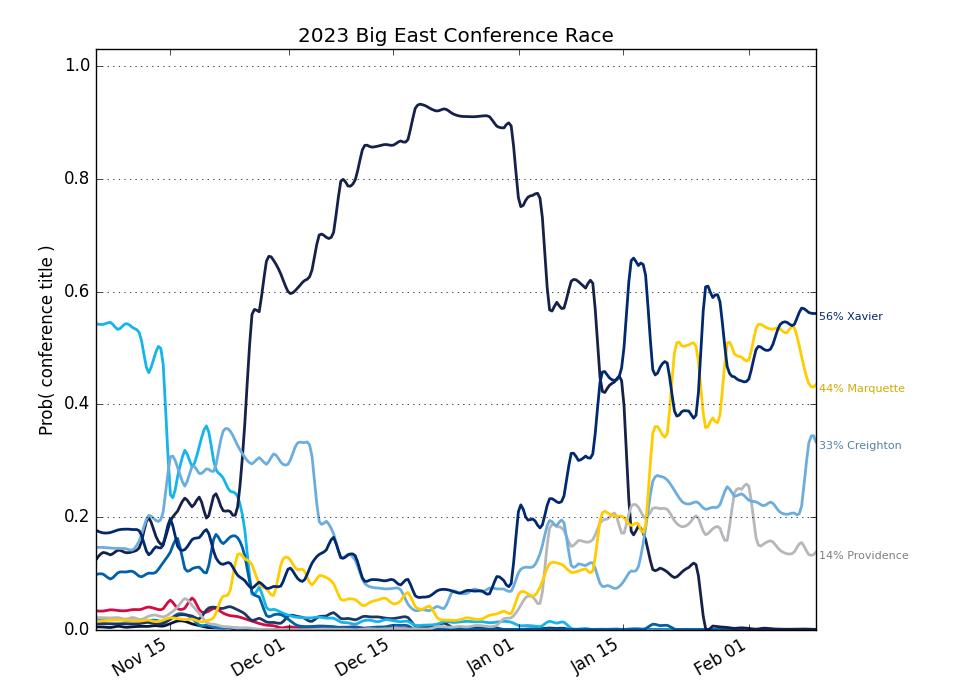 2023 Big East Conference Race
1.0
0.8
0.6
0.4
0.2
0.0
Prob( conference title )
56% Xavier
44% Marquette
33% Creighton
14% Providence
Nov 15
Dec 01
Dec 15
Jan 01
Jan 15
Feb 01